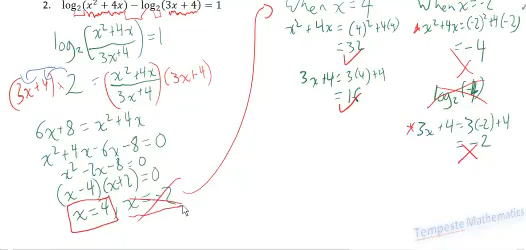 2. log₂(x² + 4x) − log₂(3x + 4) = 1
log₂(x²+4x / 3x+4) = 1
(3x+4) × 2 = (x²+4x / 3x+4)(3x+4)
6x+8 = x²+4x
x²+4x−6x−8=0
x²−2x−8=0
(x−4)(x+2)=0
x=4, x=−2
When x = 4
x²+4x = (4)²+4(4)
= 32
3x+4 = 3(4)+4
= 16
When x=−2
x²+4x=(−2)²+4(−2)
= −4
3x+4=3(−2)+4
= −2
Tempeste Mathematics